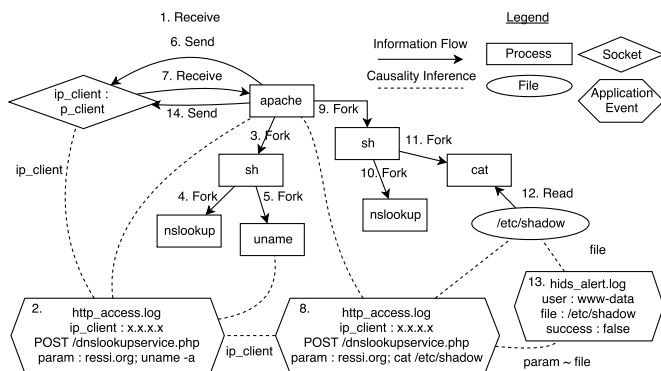 1. Receive
6. Send
7. Receive
14. Send
ip_client :
p_client
apache
3. Fork
9. Fork
sh
4. Fork
5. Fork
nslookup
uname
sh
11. Fork
10. Fork
nslookup
cat
12. Read
/etc/shadow
Legend
Information Flow
Causality Inference
Process
Socket
File
Application
Event
ip_client
file
2.
http_access.log
ip_client : x.x.x.x
POST /dnslookupservice.php
param : ressi.org; uname -a
ip_client
8.
http_access.log
ip_client : x.x.x.x
POST /dnslookupservice.php
param : ressi.org; cat /etc/shadow
13.
hids_alert.log
user : www-data
file : /etc/shadow
success : false
param ~ file